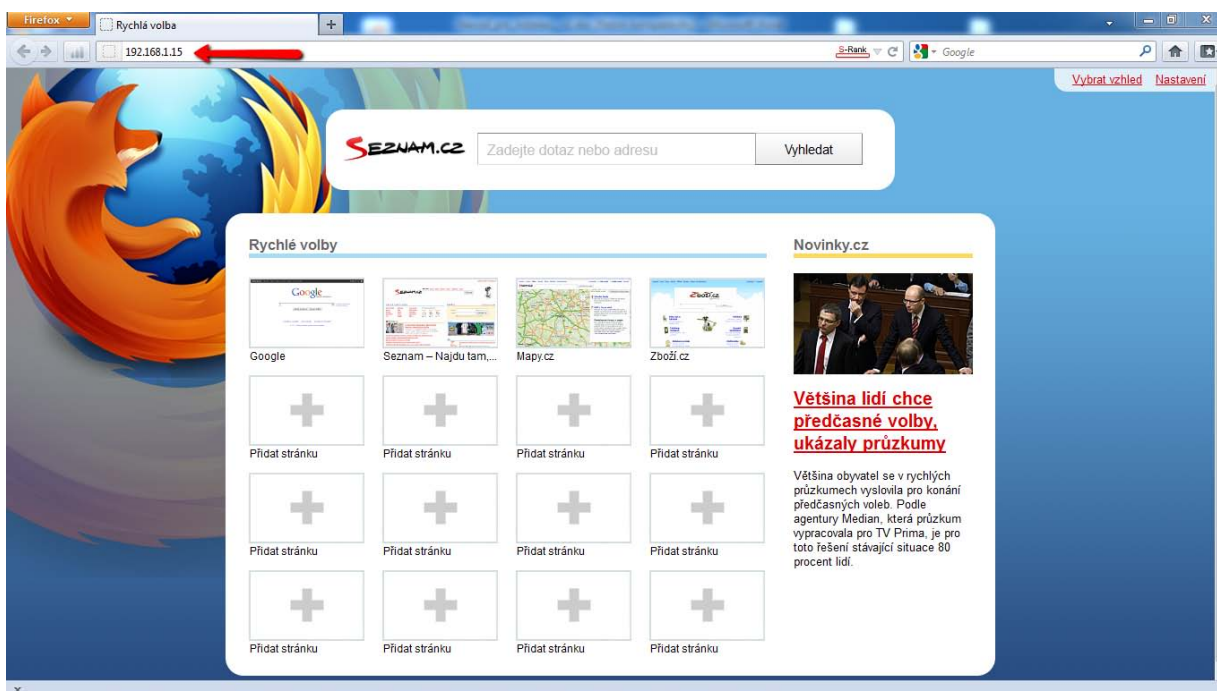 Firefox
Rychlá volba
192.168.1.15
S-Rank
Google
Vybrat vzhled Nastavení
SEZNAM.CZ
Zadejte dotaz nebo adresu
Vyhledat
Rychlé volby
Google
Seznam – Najdu tam,...
Mapy.cz
Zboží.cz
Přidat stránku
Přidat stránku
Přidat stránku
Přidat stránku
Přidat stránku
Přidat stránku
Přidat stránku
Přidat stránku
Přidat stránku
Přidat stránku
Přidat stránku
Přidat stránku
Novinky.cz
Většina lidí chce
předčasné volby,
ukázaly průzkumy
Většina obyvatel se v rychlých
průzkumech vyslovila pro konání
předčasných voleb. Podle
agentury Median, která průzkum
vypracovala pro TV Prima, je pro
toto řešení stávající situace 80
procent lidí.